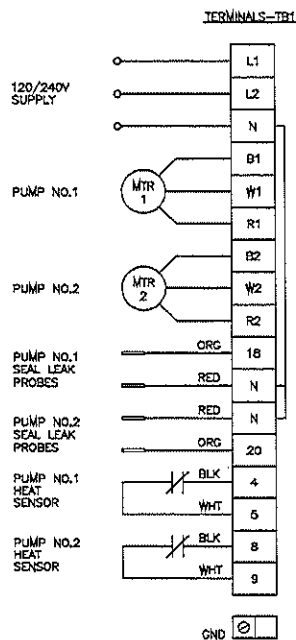 TERMINALS-TB1
L1
120/240V
SUPPLY
L2
N
B1
PUMP NO.1
MTR
1
W1
R1
B2
PUMP NO.2
MTR
2
W2
R2
PUMP NO.1
SEAL LEAK
PROBES
ORG
18
RED
N
PUMP NO.2
SEAL LEAK
PROBES
RED
N
ORG
20
PUMP NO.1
HEAT
SENSOR
BLK
4
WHT
5
PUMP NO.2
HEAT
SENSOR
BLK
8
WHT
9
GND